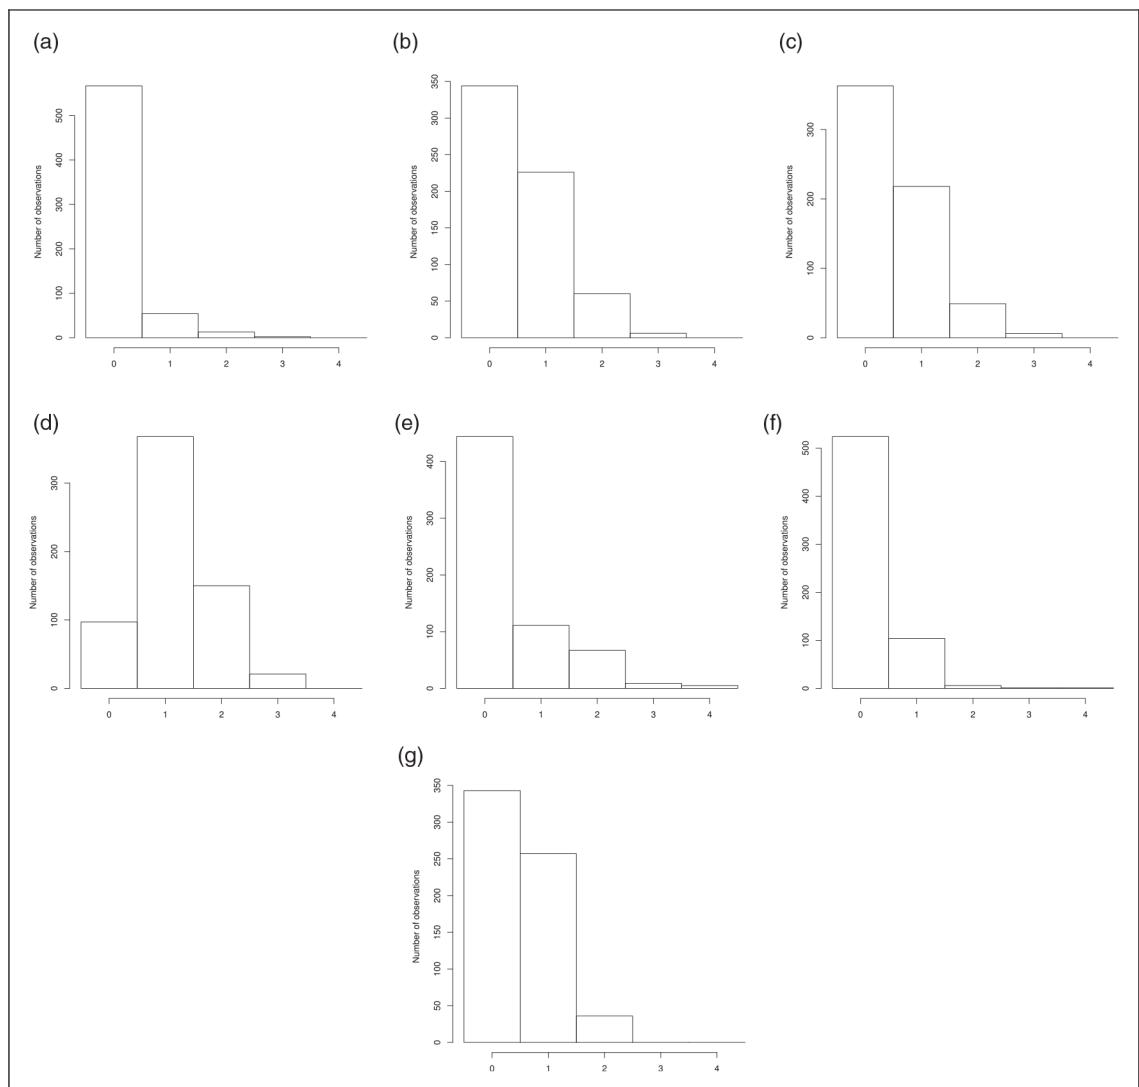 (a)
Number of observations
0 100 200 300 400 500
0 1 2 3 4
(b)
Number of observations
0 50 100 150 200 250 300 350
0 1 2 3 4
(c)
Number of observations
0 100 200 300
0 1 2 3 4
(d)
Number of observations
0 100 200 300
0 1 2 3 4
(e)
Number of observations
0 100 200 300 400
0 1 2 3 4
(f)
Number of observations
0 100 200 300 400 500
0 1 2 3 4
(g)
Number of observations
0 50 100 150 200 250 300 350
0 1 2 3 4